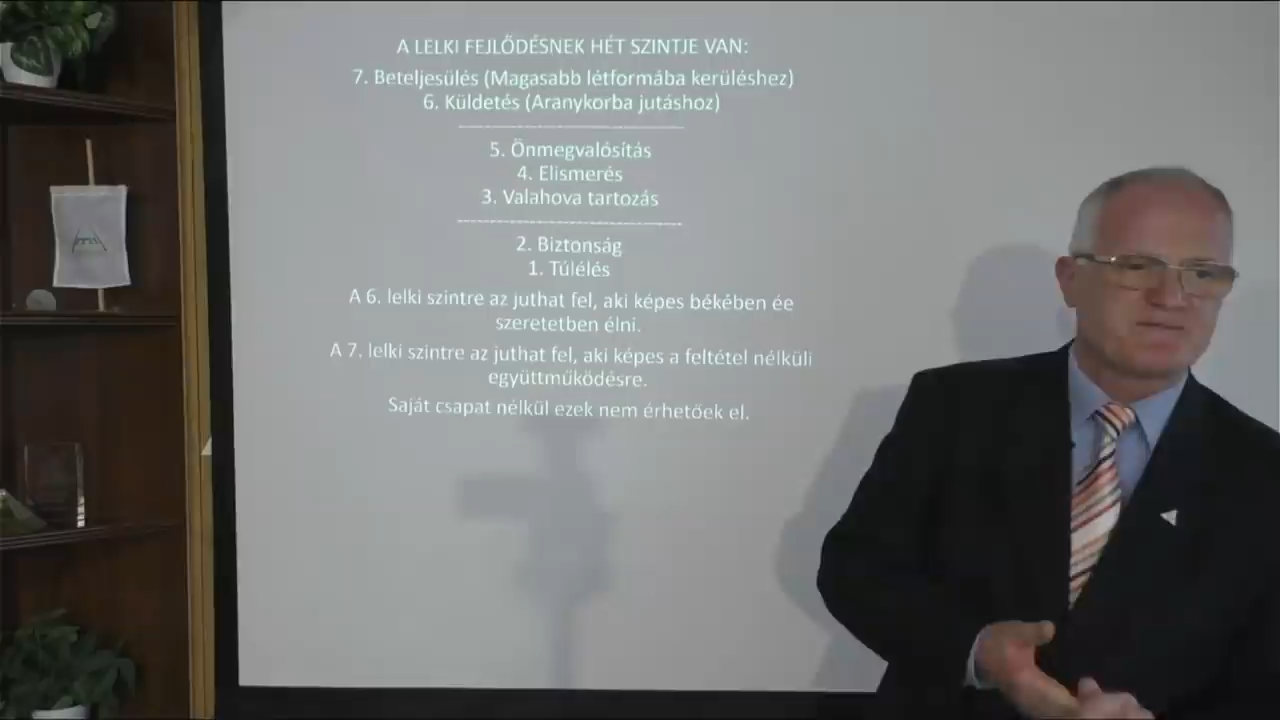 A LELKI FEJLŐDÉSNEK HÉT SZINTJE VAN:
7. Beteljesülés (Magasabb létformába kerüléshez)
6. Küldetés (Aranykorba jutáshoz)
5. Önmegvalósítás
4. Elismerés
3. Valahova tartozás
2. Biztonság
1. Túlélés
A 6. lelki szintre az juthat fel, aki képes békében ée
szeretetben élni.
A 7. lelki szintre az juthat fel, aki képes a feltétel nélküli
együttműködésre.
Saját csapat nélkül ezek nem érhetőek el.